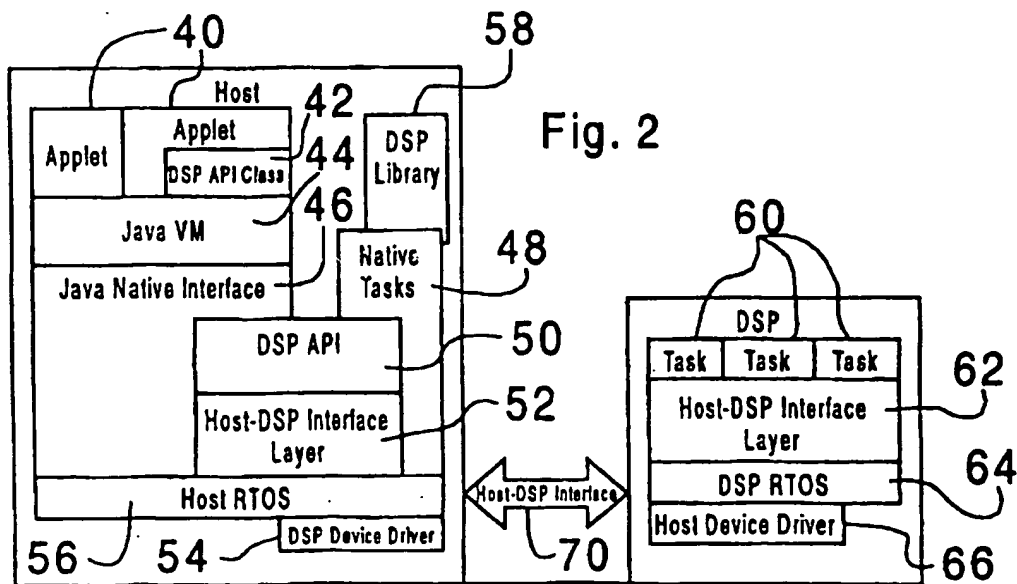 40
58
Host
42
Applet
Applet
44
DSP API Class
DSP
Library
Fig. 2
Java VM
46
60
Java Native Interface
Native
Tasks
48
DSP
DSP API
50
Task
Task
Task
62
Host-DSP Interface
Layer
52
Host-DSP Interface
Layer
64
Host RTOS
Host-DSP Interface
DSP RTOS
56
54
DSP Device Driver
70
Host Device Driver
66